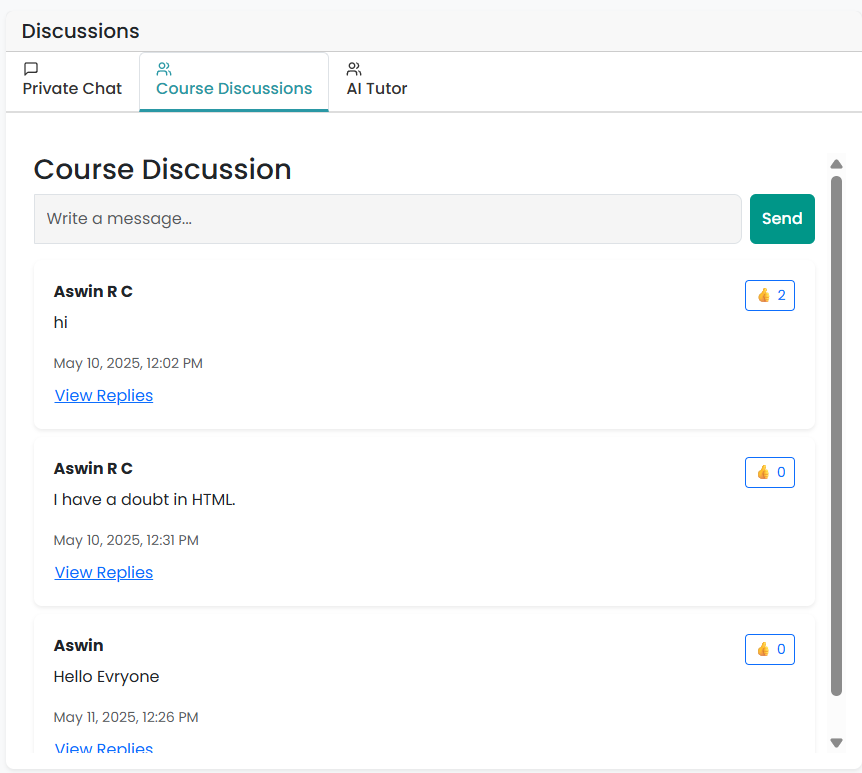 Discussions
Private Chat
Course Discussions
AI Tutor
Course Discussion
Write a message...
Send
Aswin R C
👍 2
hi
May 10, 2025, 12:02 PM
View Replies
Aswin R C
👍 0
I have a doubt in HTML.
May 10, 2025, 12:31 PM
View Replies
Aswin
👍 0
Hello Evryone
May 11, 2025, 12:26 PM
View Replies